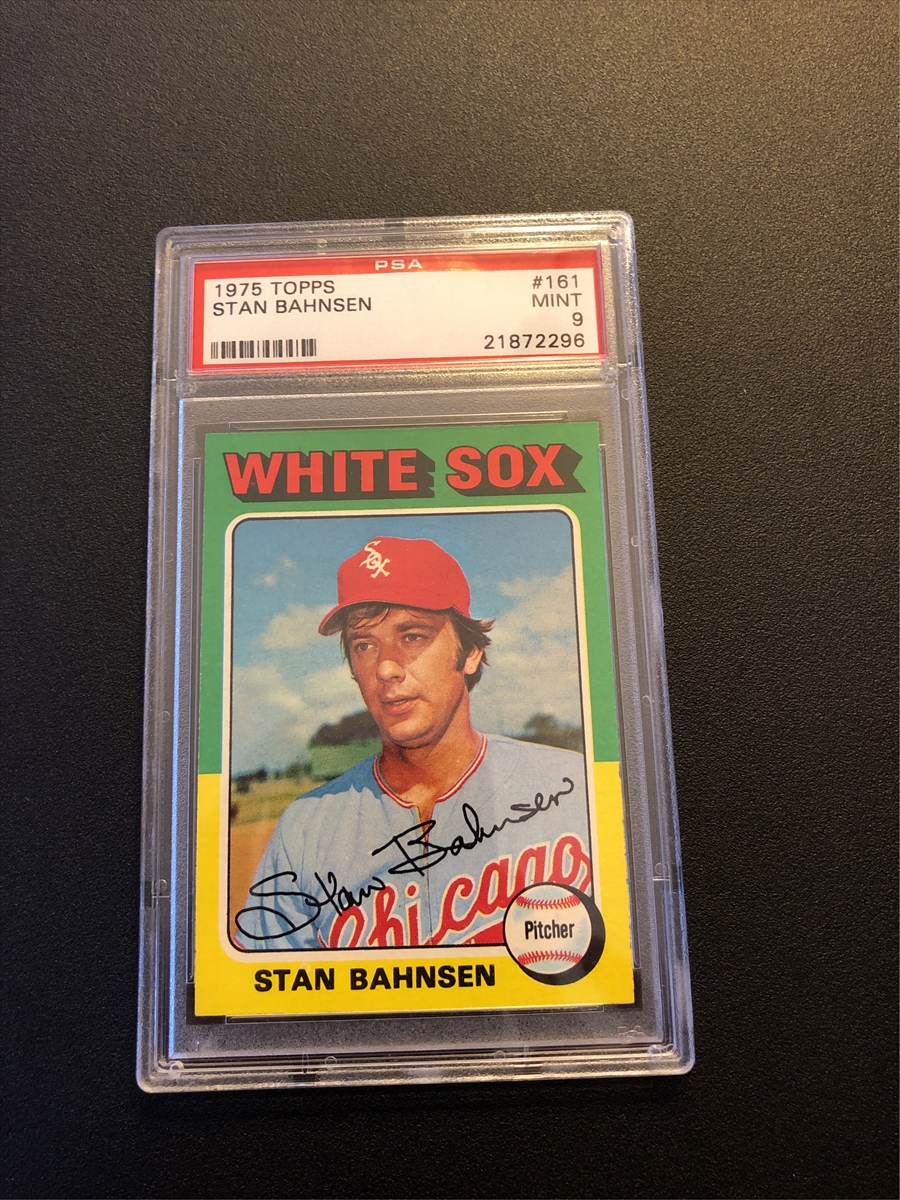 PSA
1975 TOPPS #161
STAN BAHNSEN MINT
9
21872296
WHITE SOX
SOX
Stan Bahnsen
Chicago
Pitcher
STAN BAHNSEN